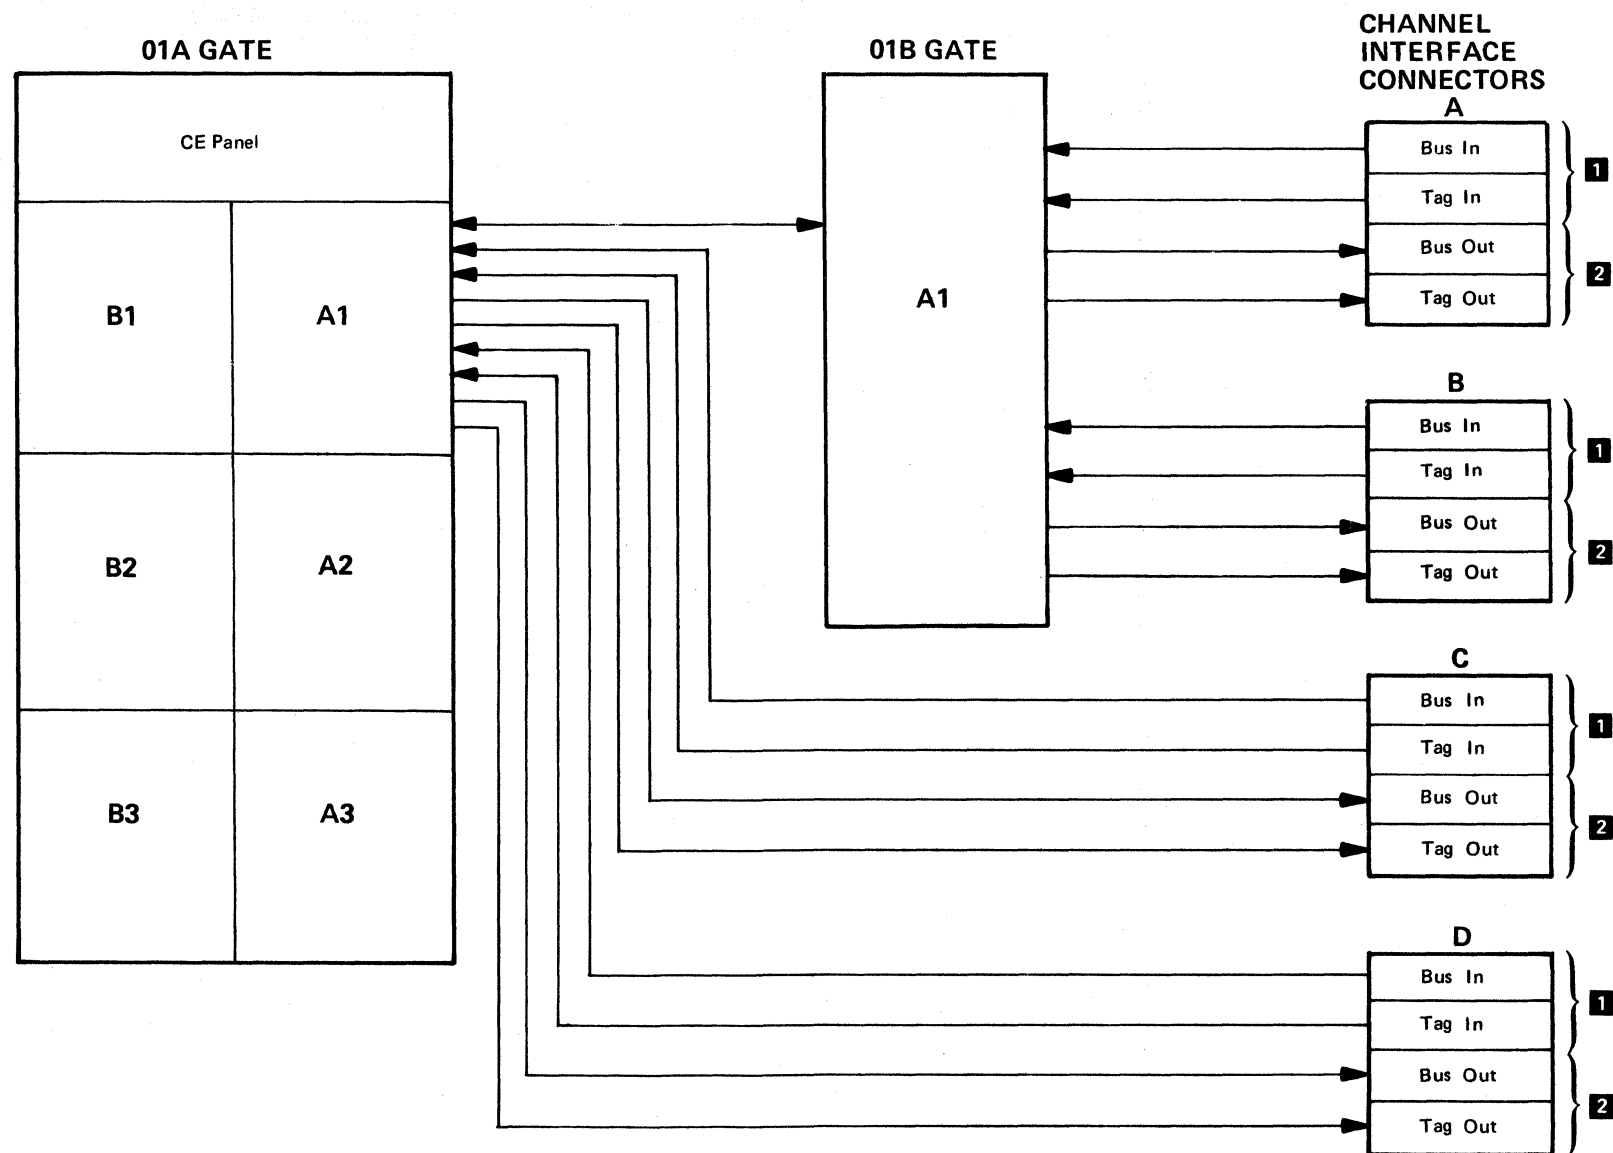 01A GATE
01B GATE
CHANNEL
INTERFACE
CONNECTORS
CE Panel
B1
A1
B2
A2
B3
A3
A1
A
Bus In
Tag In
Bus Out
Tag Out
1
2
B
Bus In
Tag In
Bus Out
Tag Out
1
2
C
Bus In
Tag In
Bus Out
Tag Out
1
2
D
Bus In
Tag In
Bus Out
Tag Out
1
2